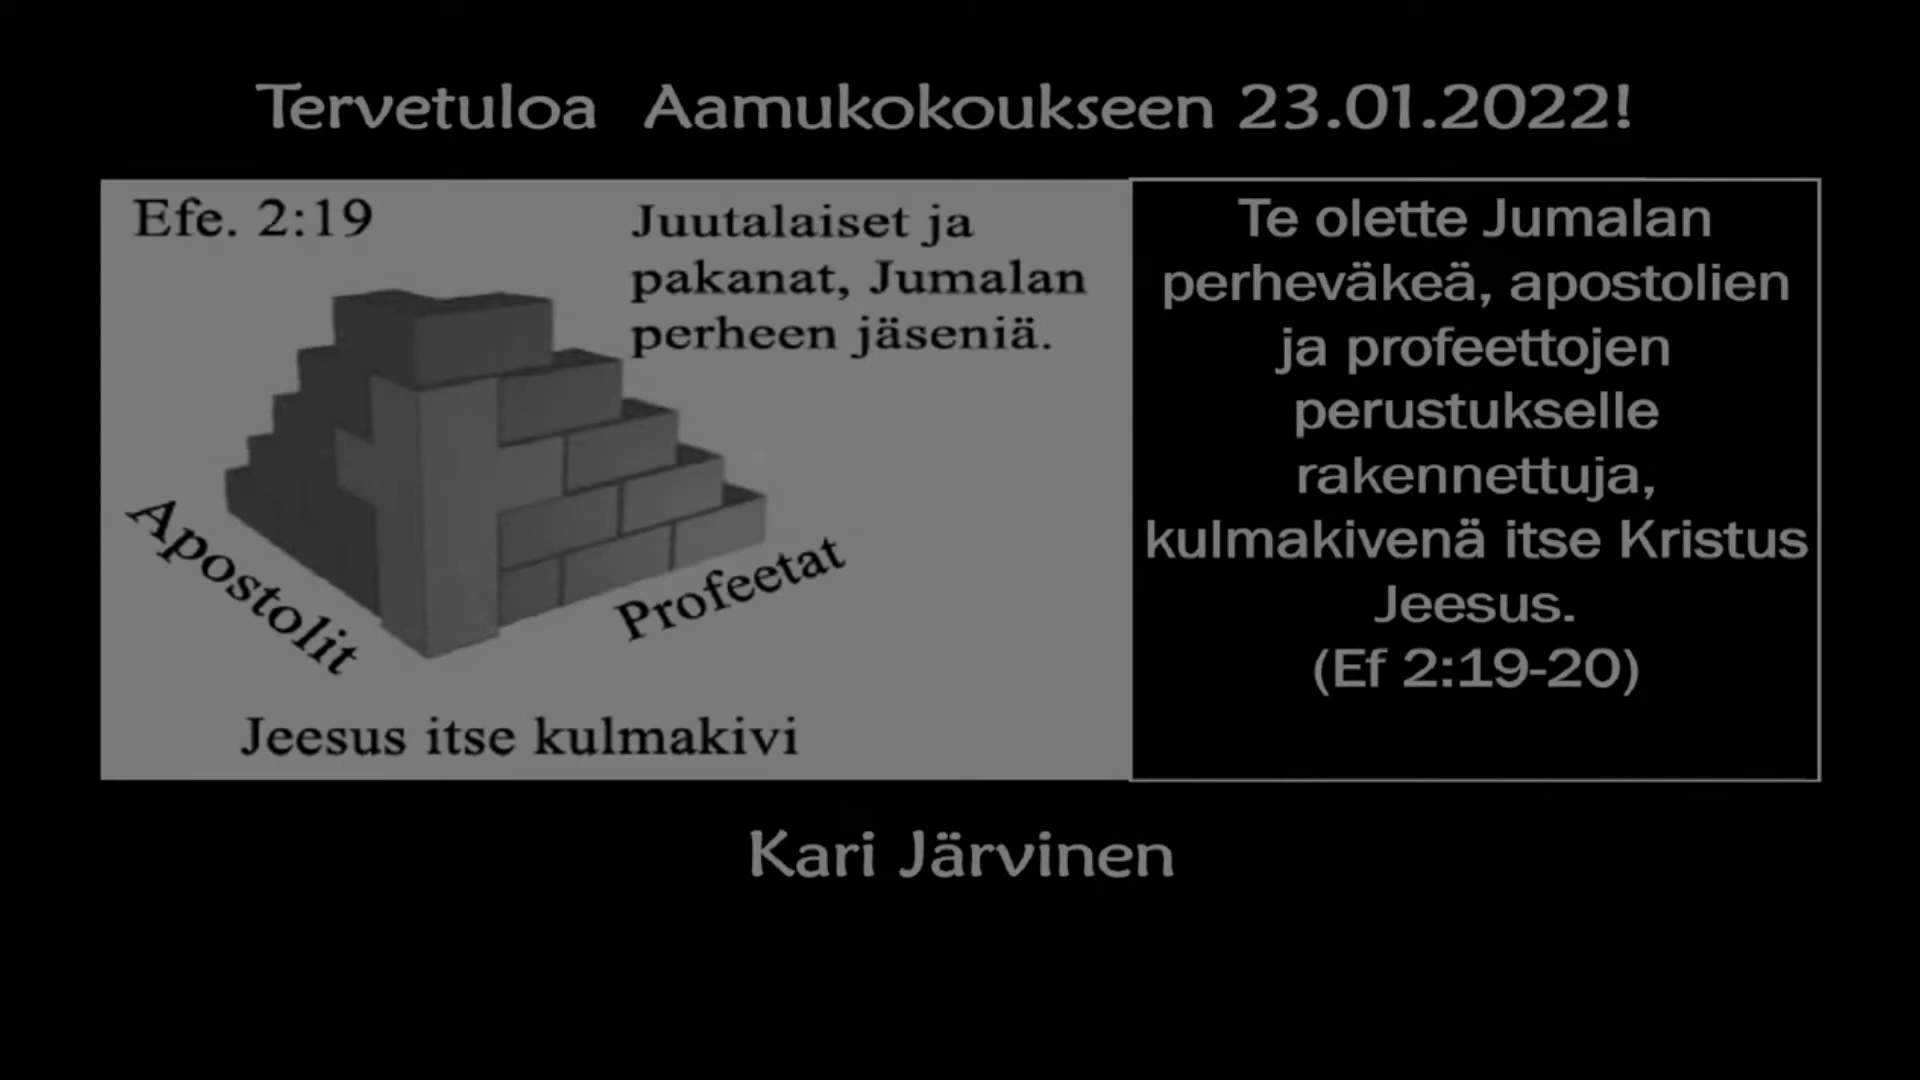 Tervetuloa Aamukokoukseen 23.01.2022!
Efe. 2:19
Juutalaiset ja
pakanat, Jumalan
perheen jäseniä.
Apostolit
Profeetat
Jeesus itse kulmakivi
Te olette Jumalan
perheväkeä, apostolien
ja profeettojen
perustukselle
rakennettuja,
kulmakivenä itse Kristus
Jeesus.
(Ef 2:19-20)
Kari Järvinen